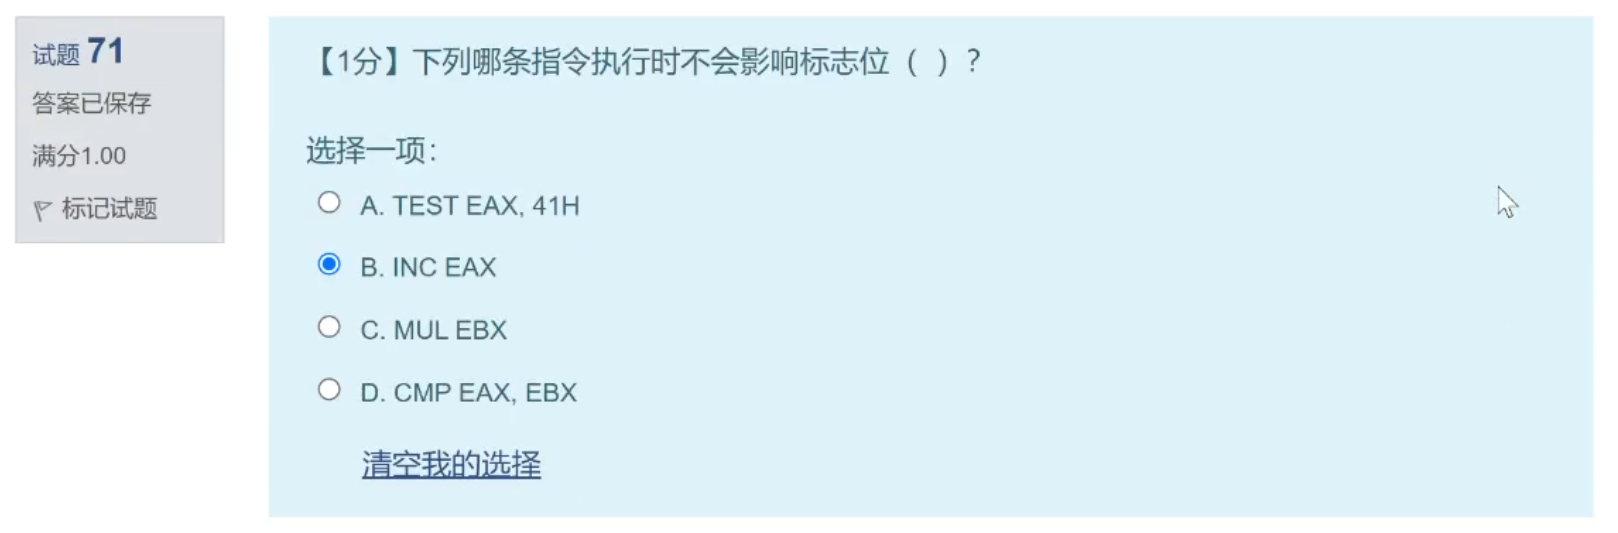 试题 71
答案已保存
满分1.00
标记试题
【1分】下列哪条指令执行时不会影响标志位（ ）？
选择一项：
A. TEST EAX, 41H
B. INC EAX
C. MUL EBX
D. CMP EAX, EBX
清空我的选择